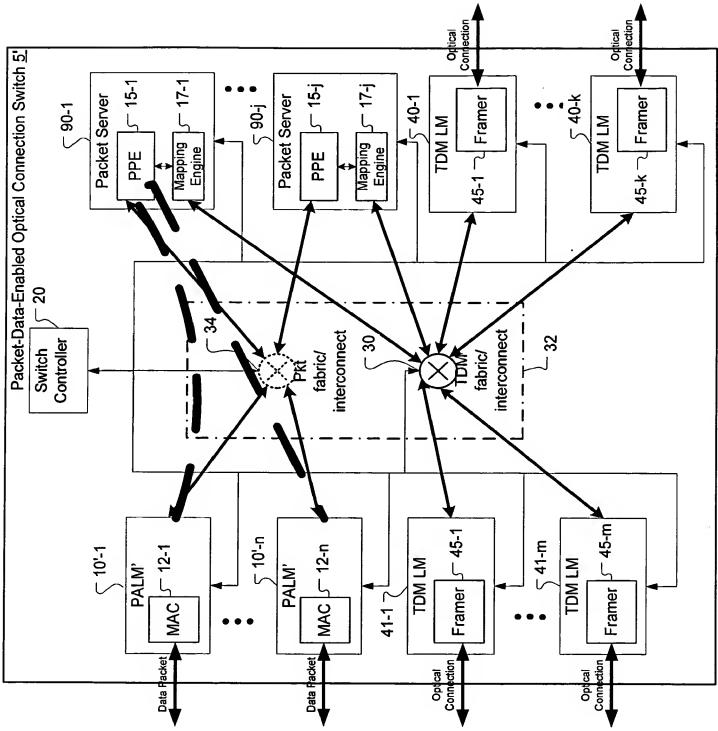 Packet-Data-Enabled Optical Connection Switch 5'
20
Switch
Controller
90-1
Packet Server
15-1
PPE
17-1
Mapping
Engine
90-j
Packet Server
15-j
PPE
17-j
Mapping
Engine
40-1
TDM LM
Framer
45-1
Optical
Connection
40-k
TDM LM
Framer
45-k
Optical
Connection
34
Pkt
fabric/
interconnect
30
TDM
fabric/
interconnect
32
10'-1
PALM'
12-1
MAC
Data Packet
10'-n
PALM'
12-n
MAC
Data Packet
41-1
TDM LM
45-1
Framer
Optical
Connection
41-m
TDM LM
45-m
Framer
Optical
Connection